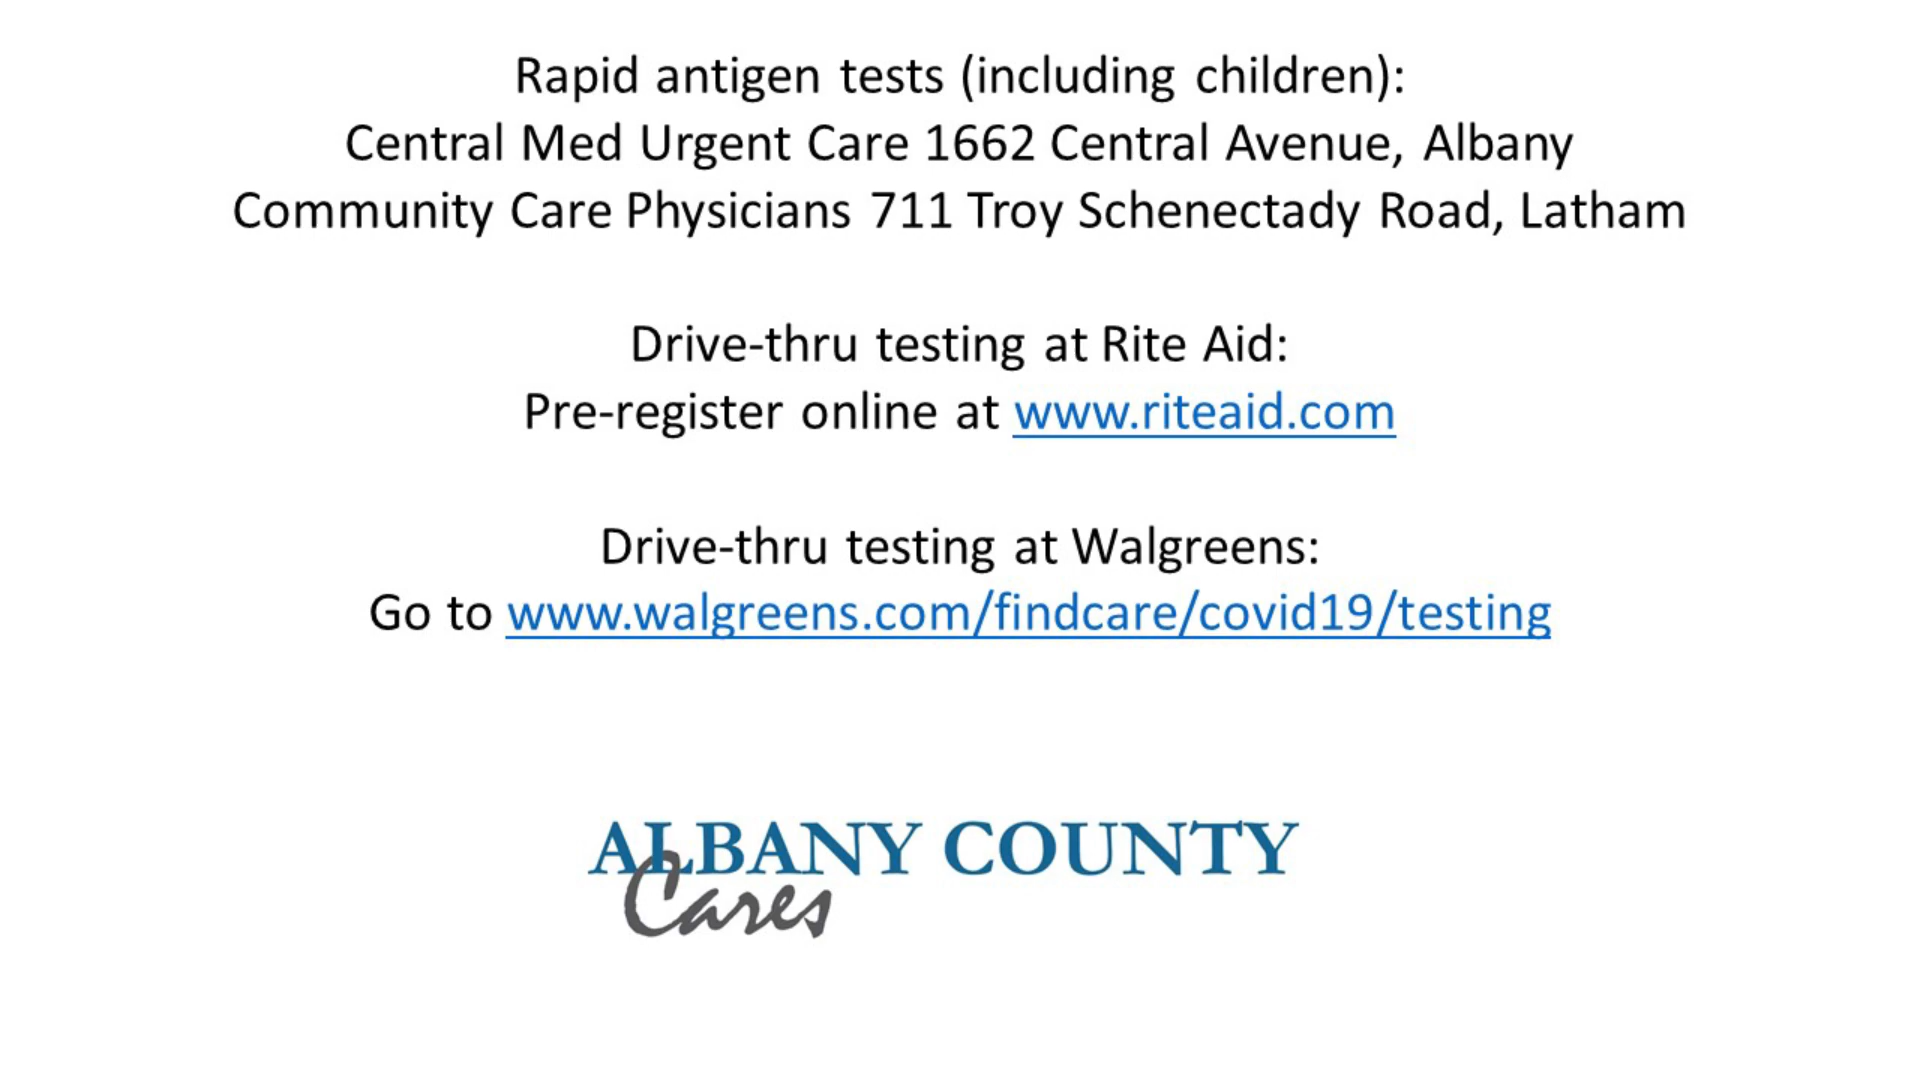 Rapid antigen tests (including children):
Central Med Urgent Care 1662 Central Avenue, Albany
Community Care Physicians 711 Troy Schenectady Road, Latham
Drive-thru testing at Rite Aid:
Pre-register online at www.riteaid.com
Drive-thru testing at Walgreens:
Go to www.walgreens.com/findcare/covid19/testing
ALBANY COUNTY
Cares